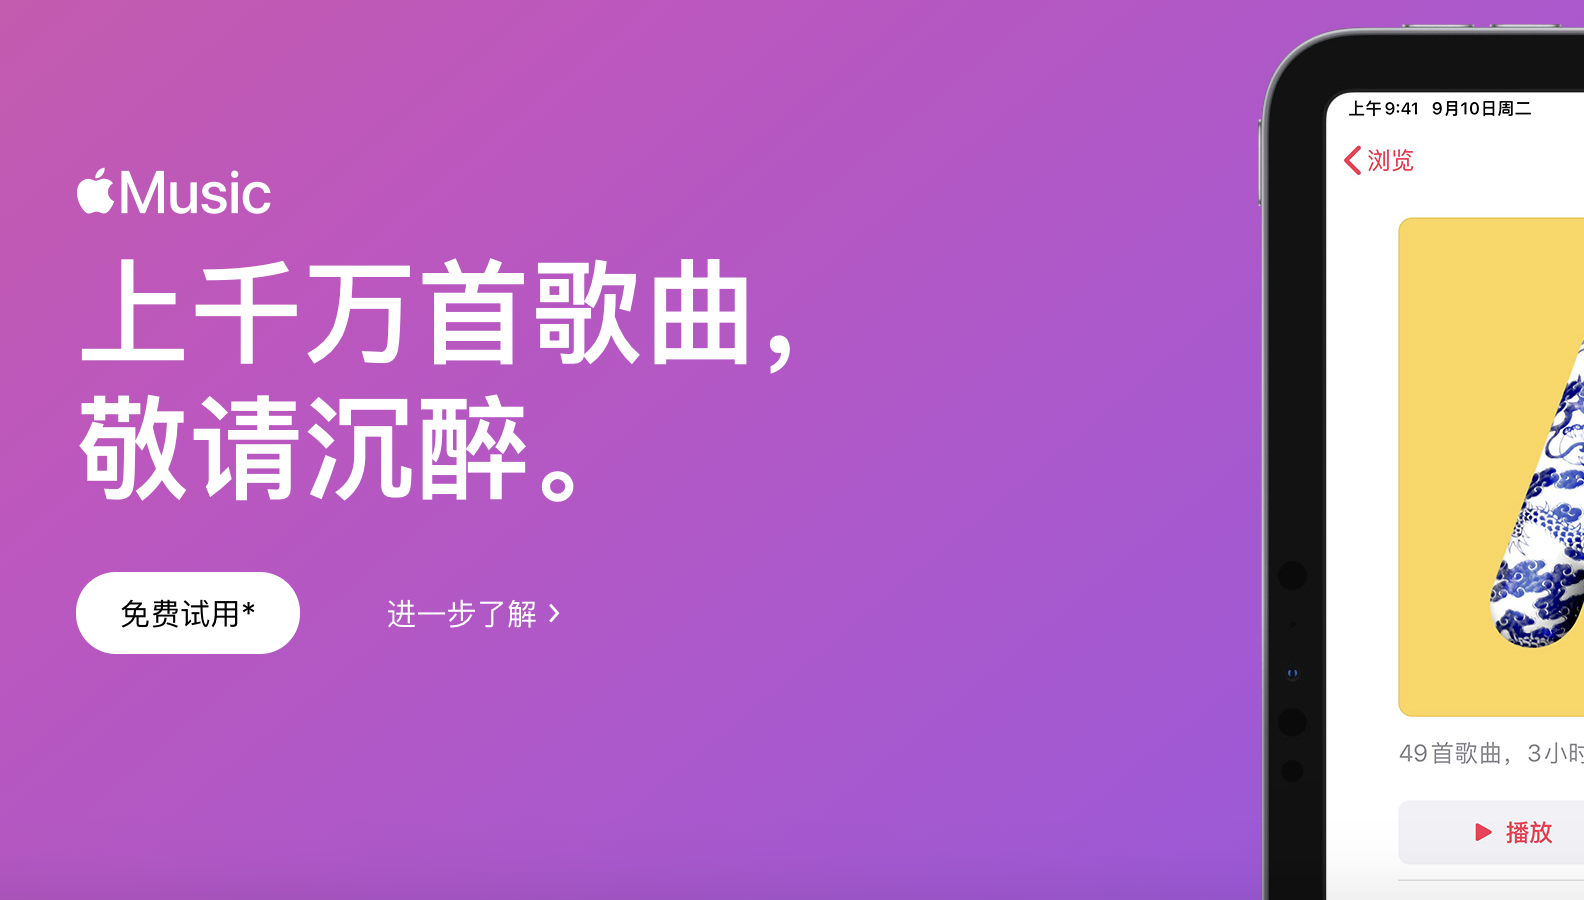 Music
上千万首歌曲，
敬请沉醉。
免费试用*
进一步了解 >
上午9:41 9月10日周二
浏览
49首歌曲，3小时
播放